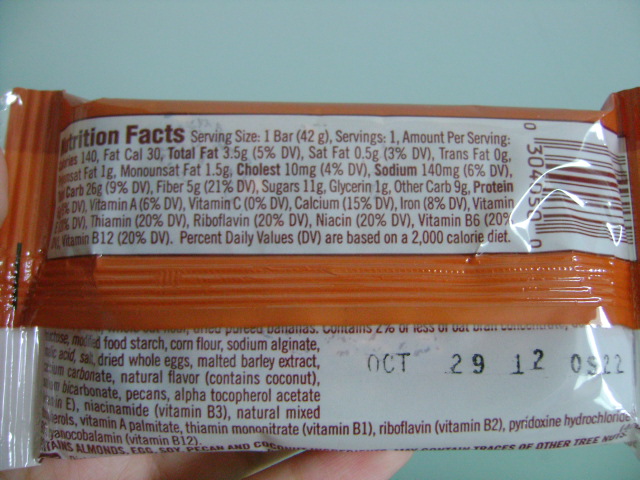 Nutrition Facts Serving Size: 1 Bar (42 g), Servings: 1, Amount Per Serving:
140, Fat Cal 30, Total Fat 3.5g (5% DV), Sat Fat 0.5g (3% DV), Trans Fat 0g,
Fat 1g, Monounsat Fat 1.5g, Cholest 10mg (4% DV), Sodium 140mg (6% DV),
Carb 26g (9% DV), Fiber 5g (21% DV), Sugars 11g, Glycerin 1g, Other Carb 9g, Protein
DV), Vitamin A (6% DV), Vitamin C (0% DV), Calcium (15% DV), Iron (8% DV), Vitamin
DV), Thiamin (20% DV), Riboflavin (20% DV), Niacin (20% DV), Vitamin B6 (20%
Vitamin B12 (20% DV). Percent Daily Values (DV) are based on a 2,000 calorie diet.
dried pureed bananas. Contains 2% or less of oat bran concentrate,
food starch, corn flour, sodium alginate,
acid, salt, dried whole eggs, malted barley extract,
carbonate, natural flavor (contains coconut),
bicarbonate, pecans, alpha tocopherol acetate
E), niacinamide (vitamin B3), natural mixed
vitamin A palmitate, thiamin mononitrate (vitamin B1), riboflavin (vitamin B2), pyridoxine hydrochloride
(vitamin B12).
ALMONDS, EGG, SOY, PECAN AND COCONUT MAY CONTAIN TRACES OF OTHER TREE NUTS.
OCT 29 12 0922